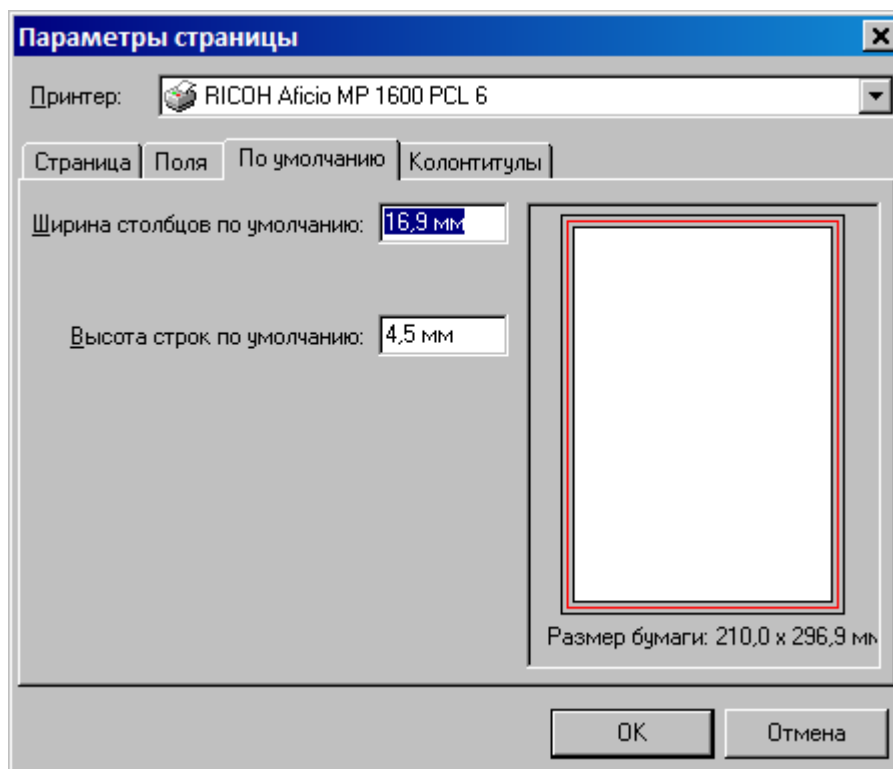 Параметры страницы
Принтер: RICOH Aficio MP 1600 PCL 6
Страница Поля По умолчанию Колонтитулы
Ширина столбцов по умолчанию: 16,9 мм
Высота строк по умолчанию: 4,5 мм
Размер бумаги: 210,0 x 296,9 мм
OK Отмена